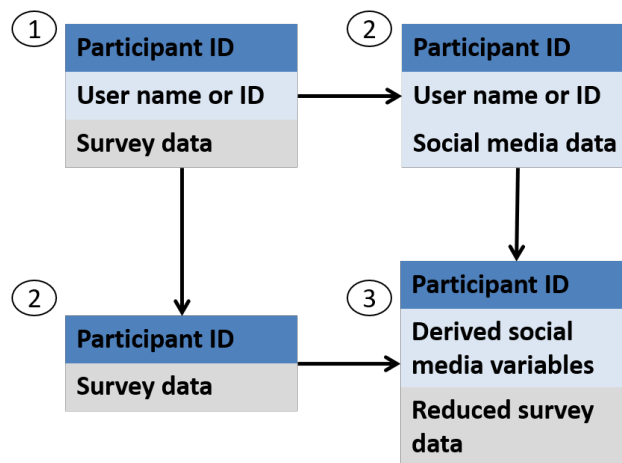 1
Participant ID
User name or ID
Survey data
2
Participant ID
User name or ID
Social media data
2
Participant ID
Survey data
3
Participant ID
Derived social
media variables
Reduced survey
data